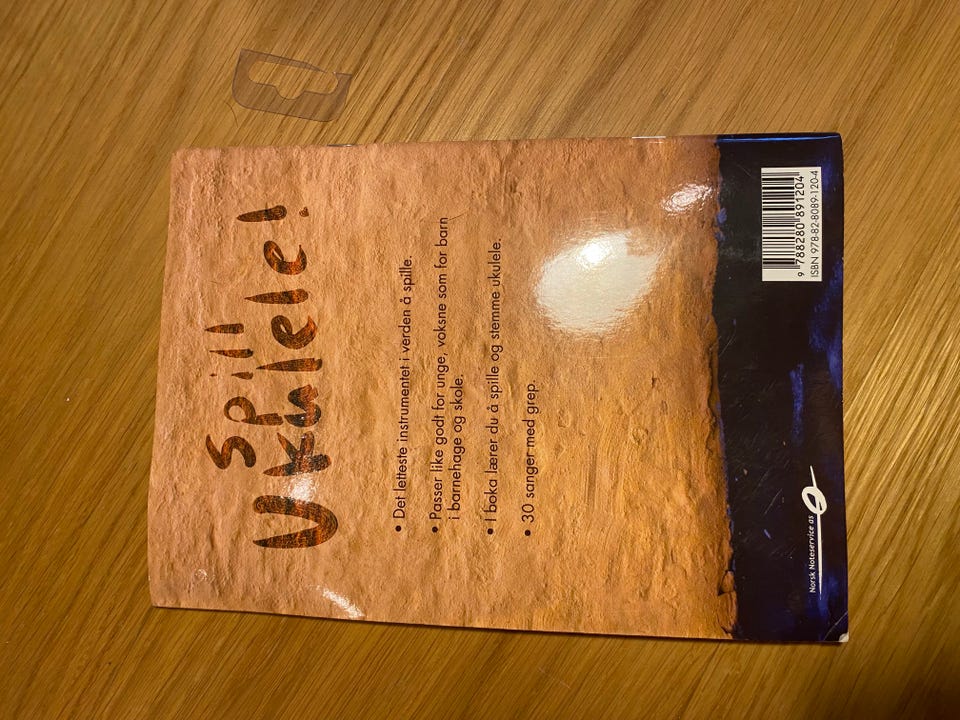 Spill
Ukulele!
• Det letteste instrumentet i verden å spille.
• Passer like godt for unge, voksne som for barn
i barnehage og skole.
• I boka lærer du å spille og stemme ukulele.
• 30 sanger med grep.
Norsk Noteservice as
9 788280 891204
ISBN 978-82-8089-120-4